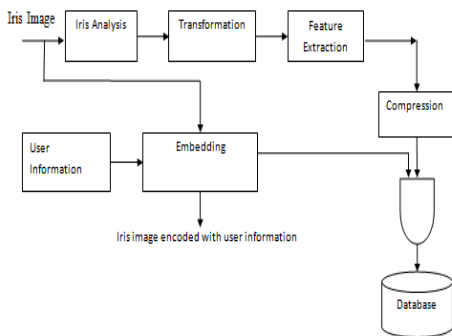 Iris Image
Iris Analysis
Transformation
Feature
Extraction
Compression
User
Information
Embedding
Iris image encoded with user information
Database